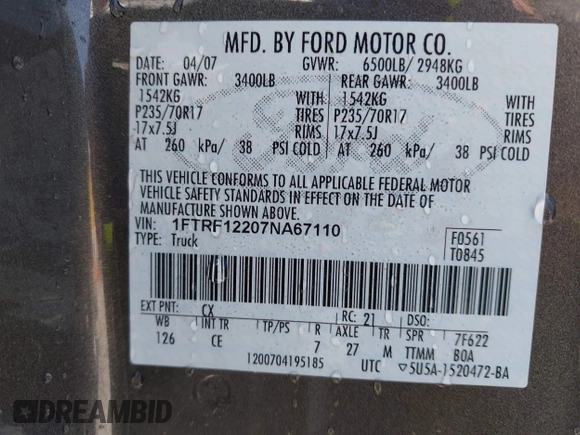 MFD. BY FORD MOTOR CO.
DATE: 04/07 GVWR: 6500LB/ 2948KG
FRONT GAWR: 3400LB REAR GAWR: 3400LB
1542KG WITH 1542KG WITH
P235/70R17 TIRES P235/70R17 TIRES
17x7.5J RIMS 17x7.5J RIMS
AT 260 kPa/ 38 PSI COLD AT 260 kPa/ 38 PSI COLD
THIS VEHICLE CONFORMS TO ALL APPLICABLE FEDERAL MOTOR
VEHICLE SAFETY STANDARDS IN EFFECT ON THE DATE OF
MANUFACTURE SHOWN ABOVE.
VIN: 1FTRF12207NA67110
TYPE: Truck
F0561
T0845
EXT PNT: CX RC: 21 DSO:
WB INT TR TP/PS R AXLE TR SPR 7F622
126 CE 7 27 M TTMM BOA
1200704195185 UTC ▽5U5A-1520472-BA
DREAMBID